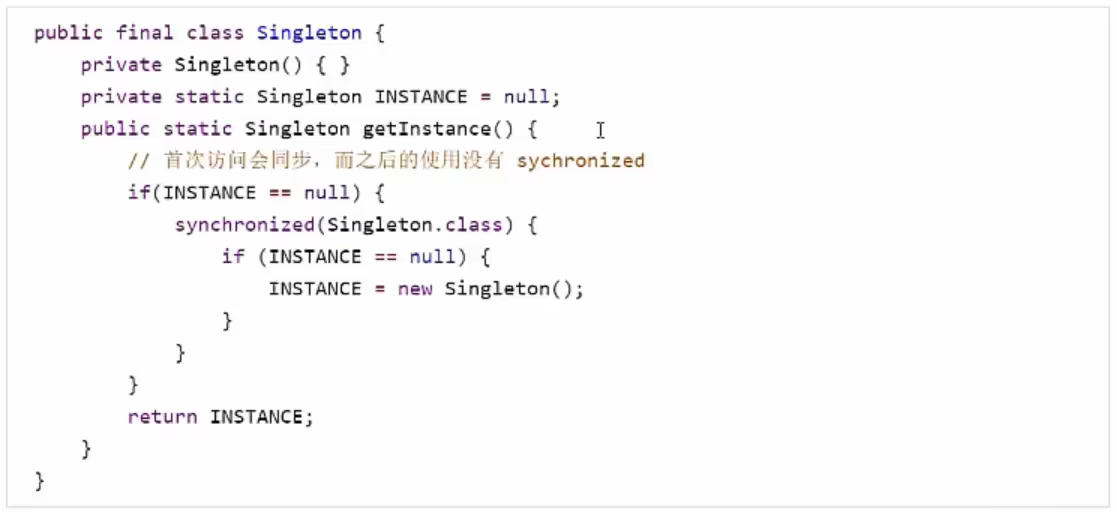 public final class Singleton {
    private Singleton() { }
    private static Singleton INSTANCE = null;
    public static Singleton getInstance() {
        // 首次访问会同步，而之后的使用没有 sychronized
        if(INSTANCE == null) {
            synchronized(Singleton.class) {
                if (INSTANCE == null) {
                    INSTANCE = new Singleton();
                }
            }
        }
        return INSTANCE;
    }
}